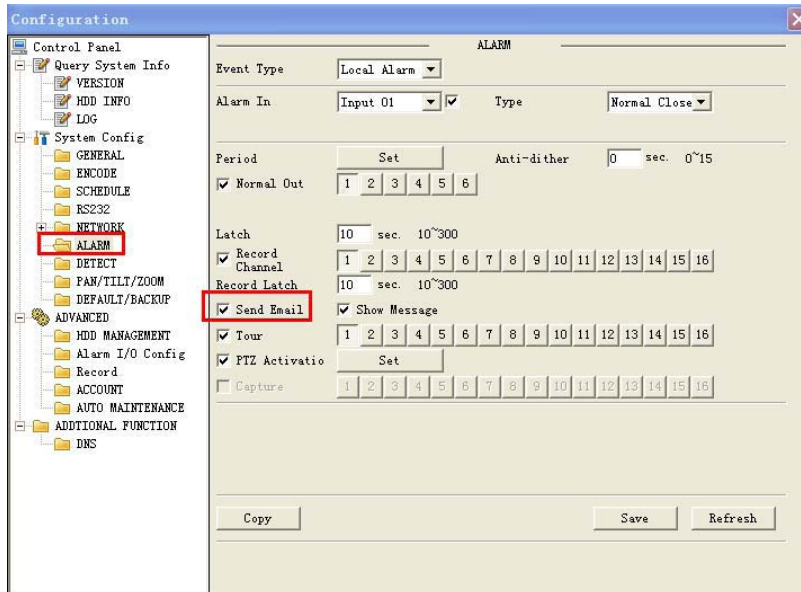 Configuration
Control Panel
Query System Info
VERSION
HDD INFO
LOG
System Config
GENERAL
ENCODE
SCHEDULE
RS232
NETWORK
ALARM
DETECT
PAN/TILT/ZOOM
DEFAULT/BACKUP
ADVANCED
HDD MANAGEMENT
Alarm I/O Config
Record
ACCOUNT
AUTO MAINTENANCE
ADDTIONAL FUNCTION
DNS
ALARM
Event Type Local Alarm
Alarm In Input 01 Type Normal Close
Period Set Anti-dither 0 sec. 0~15
Normal Out 1 2 3 4 5 6
Latch 10 sec. 10~300
Record Channel 1 2 3 4 5 6 7 8 9 10 11 12 13 14 15 16
Record Latch 10 sec. 10~300
Send Email Show Message
Tour 1 2 3 4 5 6 7 8 9 10 11 12 13 14 15 16
PTZ Activatio Set
Capture 1 2 3 4 5 6 7 8 9 10 11 12 13 14 15 16
Copy Save Refresh